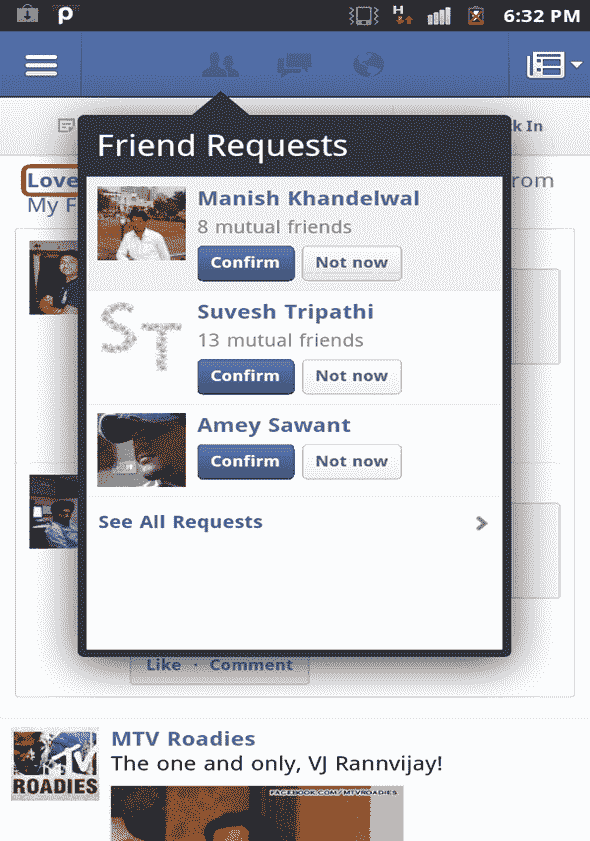 6:32 PM
H
Friend Requests
k In
Love
rom
My F
Manish Khandelwal
8 mutual friends
Confirm
Not now
Suvesh Tripathi
13 mutual friends
ST
Confirm
Not now
Amey Sawant
Confirm
Not now
See All Requests
Like · Comment
MTV Roadies
The one and only, VJ Rannvijay!
TV
ROADIES
FACEBOOK.COM/MTVROADIES